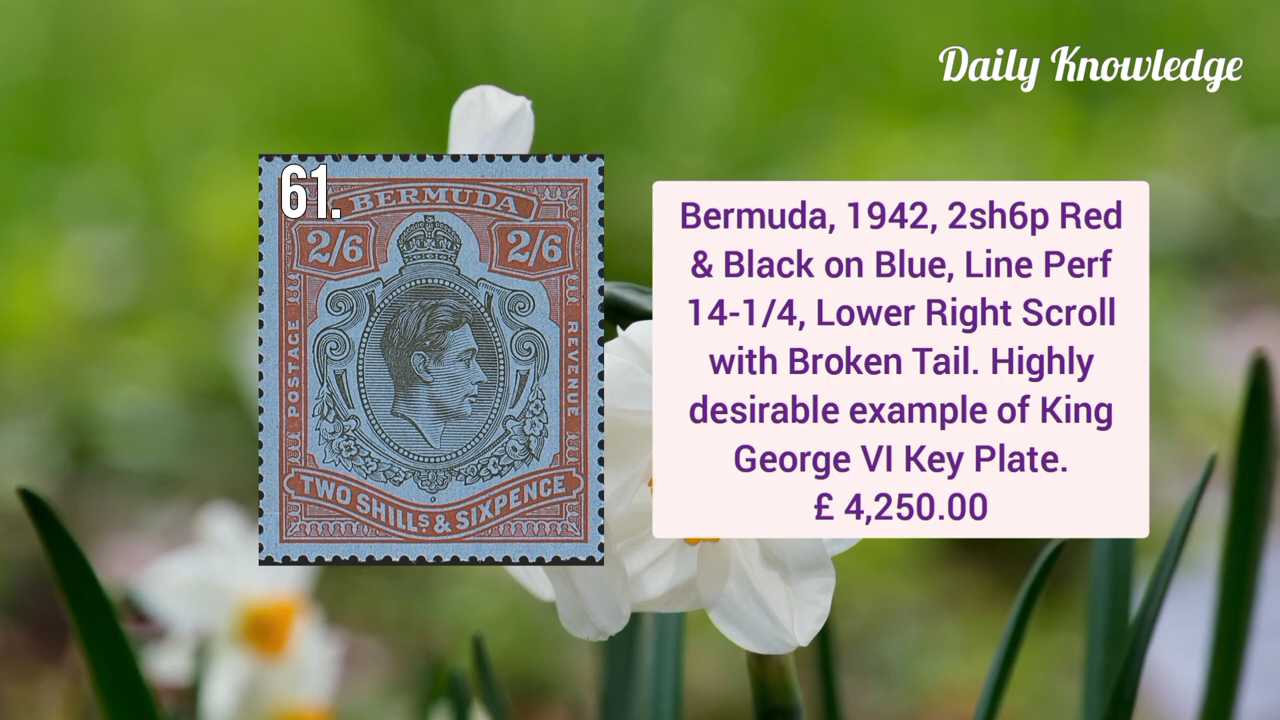 Daily Knowledge
61.
BERMUDA
2/6 2/6
POSTAGE
REVENUE
TWO SHILLS & SIXPENCE
Bermuda, 1942, 2sh6p Red
& Black on Blue, Line Perf
14-1/4, Lower Right Scroll
with Broken Tail. Highly
desirable example of King
George VI Key Plate.
£ 4,250.00